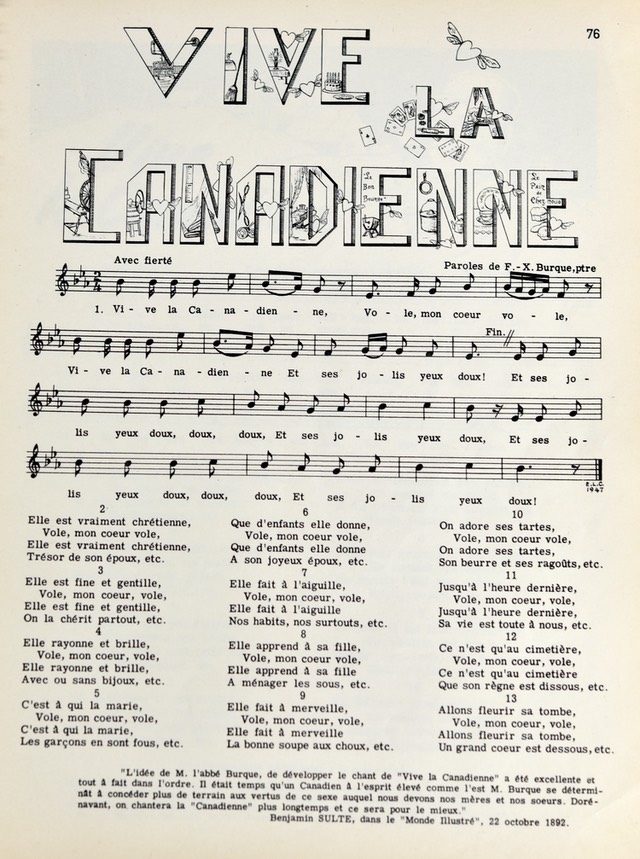 76
VIVE
LA
CANADIENNE
Avec fierté
Paroles de F.-X. Burque, ptre
1. Vi - ve la Ca - na - dien - ne, Vo - le, mon coeur vo - le,
Fin.
Vi - ve la Ca - na - dien - ne Et ses jo - lis yeux doux! Et ses jo -
lis yeux doux, doux, doux, Et ses jo - lis yeux doux, Et ses jo -
lis yeux doux, doux, doux, Et ses jo - lis yeux doux!
R.L.C.
1947
2
Elle est vraiment chrétienne,
Vole, mon coeur vole,
Elle est vraiment chrétienne,
Trésor de son époux, etc.
3
Elle est fine et gentille,
Vole, mon coeur, vole,
Elle est fine et gentille,
On la chérit partout, etc.
4
Elle rayonne et brille,
Vole, mon coeur, vole,
Elle rayonne et brille,
Avec ou sans bijoux, etc.
5
C'est à qui la marie,
Vole, mon coeur, vole,
C'est à qui la marie,
Les garçons en sont fous, etc.
6
Que d'enfants elle donne,
Vole, mon coeur vole,
Que d'enfants elle donne
A son joyeux époux, etc.
7
Elle fait à l'aiguille,
Vole, mon coeur, vole,
Elle fait à l'aiguille
Nos habits, nos surtouts, etc.
8
Elle apprend à sa fille,
Vole, mon coeur vole,
Elle apprend à sa fille
A ménager les sous, etc.
9
Elle fait à merveille,
Vole, mon coeur, vole,
Elle fait à merveille
La bonne soupe aux choux, etc.
10
On adore ses tartes,
Vole, mon coeur vole,
On adore ses tartes,
Son beurre et ses ragoûts, etc.
11
Jusqu'à l'heure dernière,
Vole, mon coeur, vole,
Jusqu'à l'heure dernière,
Sa vie est toute à nous, etc.
12
Ce n'est qu'au cimetière,
Vole, mon coeur, vole,
Ce n'est qu'au cimetière
Que son règne est dissous, etc.
13
Allons fleurir sa tombe,
Vole, mon coeur, vole,
Allons fleurir sa tombe,
Un grand coeur est dessous, etc.
"L'idée de M. l'abbé Burque, de développer le chant de "Vive la Canadienne" a été excellente et
tout à fait dans l'ordre. Il était temps qu'un Canadien à l'esprit élevé comme l'est M. Burque se détermi-
nât à concéder plus de terrain aux vertus de ce sexe auquel nous devons nos mères et nos soeurs. Doré-
navant, on chantera la "Canadienne" plus longtemps et ce sera pour le mieux."
Benjamin SULTE, dans le "Monde Illustré", 22 octobre 1892.